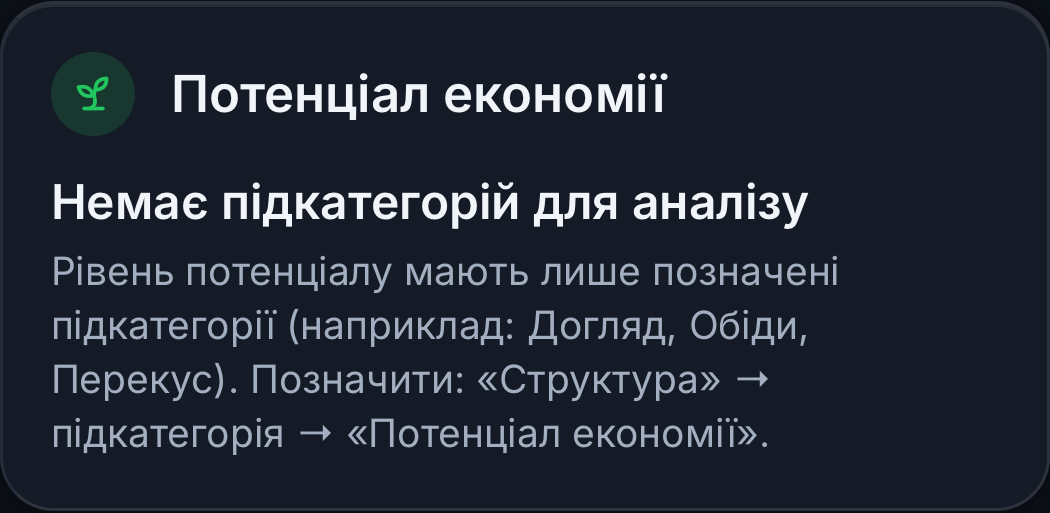 Потенціал економії
Немає підкатегорій для аналізу
Рівень потенціалу мають лише позначені
підкатегорії (наприклад: Догляд, Обіди,
Перекус). Позначити: «Структура» →
підкатегорія → «Потенціал економії».